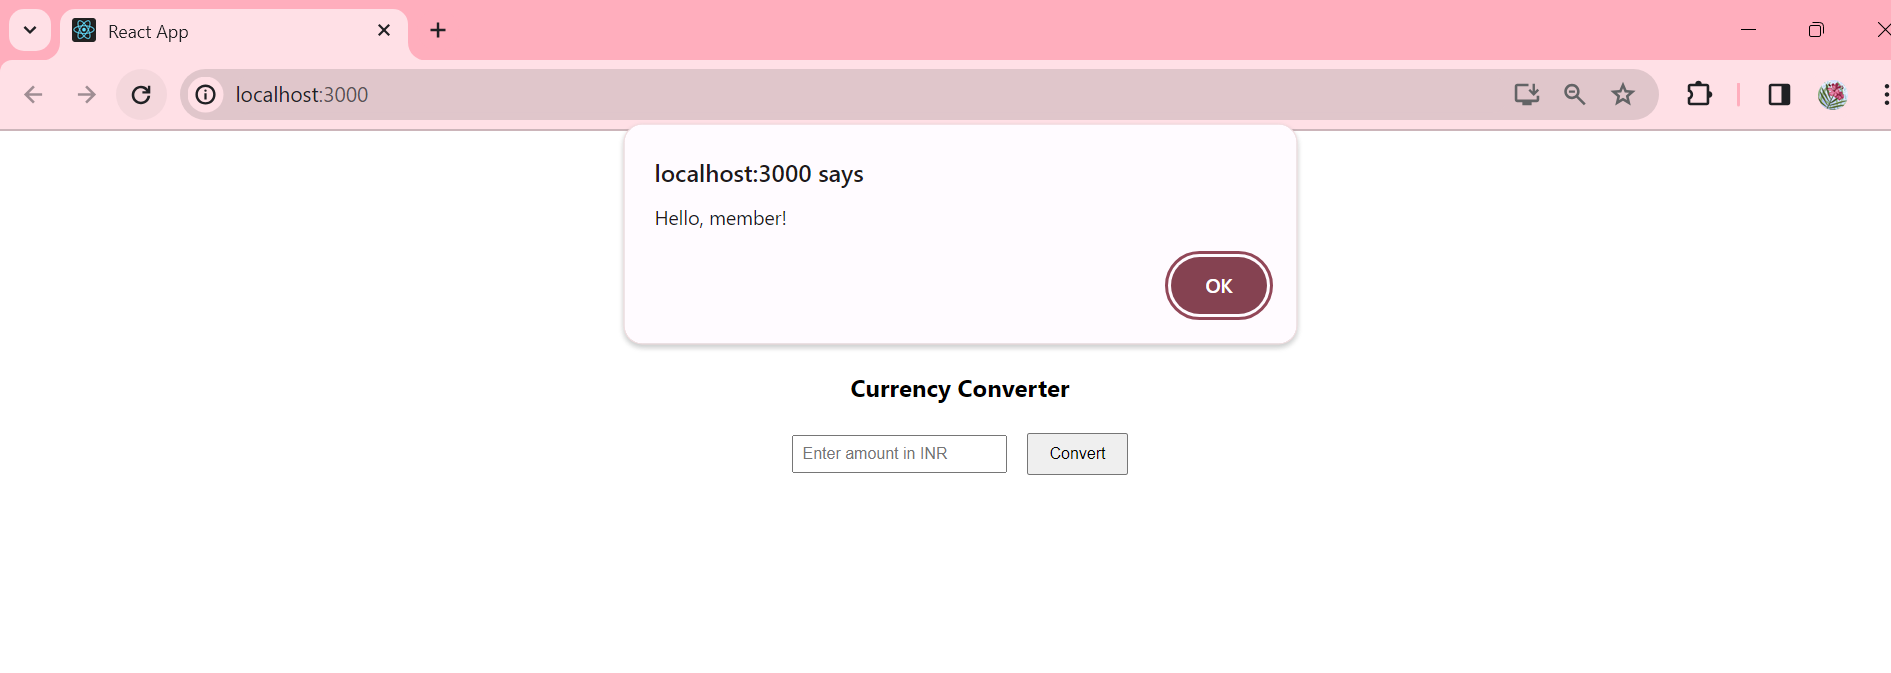 React App
localhost:3000
localhost:3000 says
Hello, member!
OK
Currency Converter
Enter amount in INR
Convert